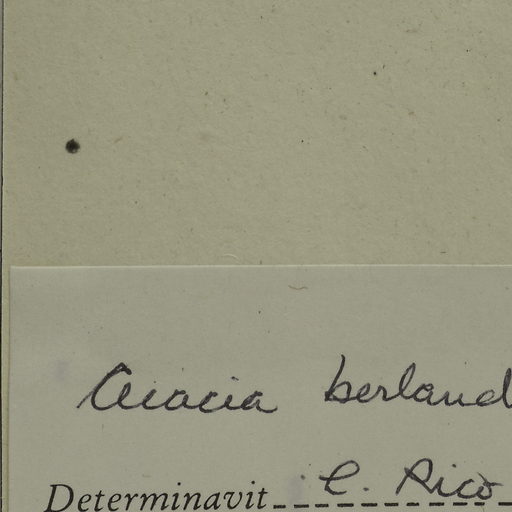 Acacia berland
Determinavit C. Rico